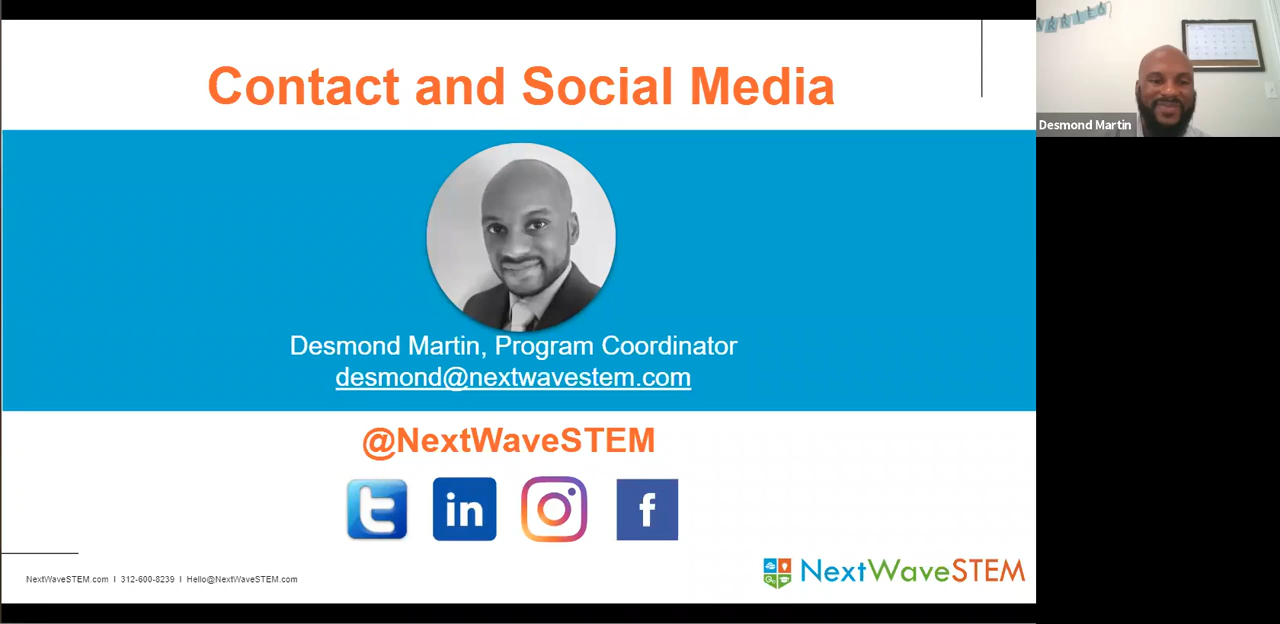 Contact and Social Media
Desmond Martin, Program Coordinator
desmond@nextwavestem.com
@NextWaveSTEM
in
f
NextWaveSTEM.com I 312-600-8239 I Hello@NextWaveSTEM.com
NextWaveSTEM
Desmond Martin